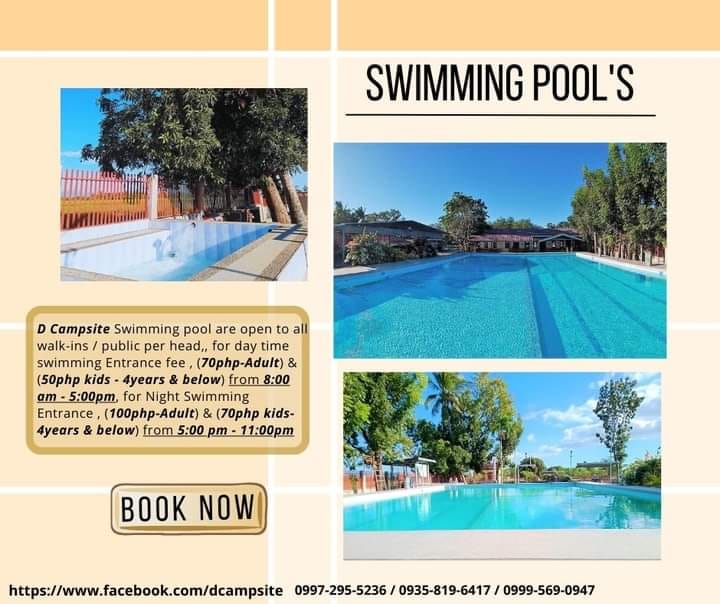 SWIMMING POOL'S
D Campsite Swimming pool are open to all
walk-ins / public per head,, for day time
swimming Entrance fee , (70php-Adult) &
(50php kids - 4years & below) from 8:00
am - 5:00pm, for Night Swimming
Entrance , (100php-Adult) & (70php kids-
4years & below) from 5:00 pm - 11:00pm
BOOK NOW
https://www.facebook.com/dcampsite 0997-295-5236 / 0935-819-6417 / 0999-569-0947